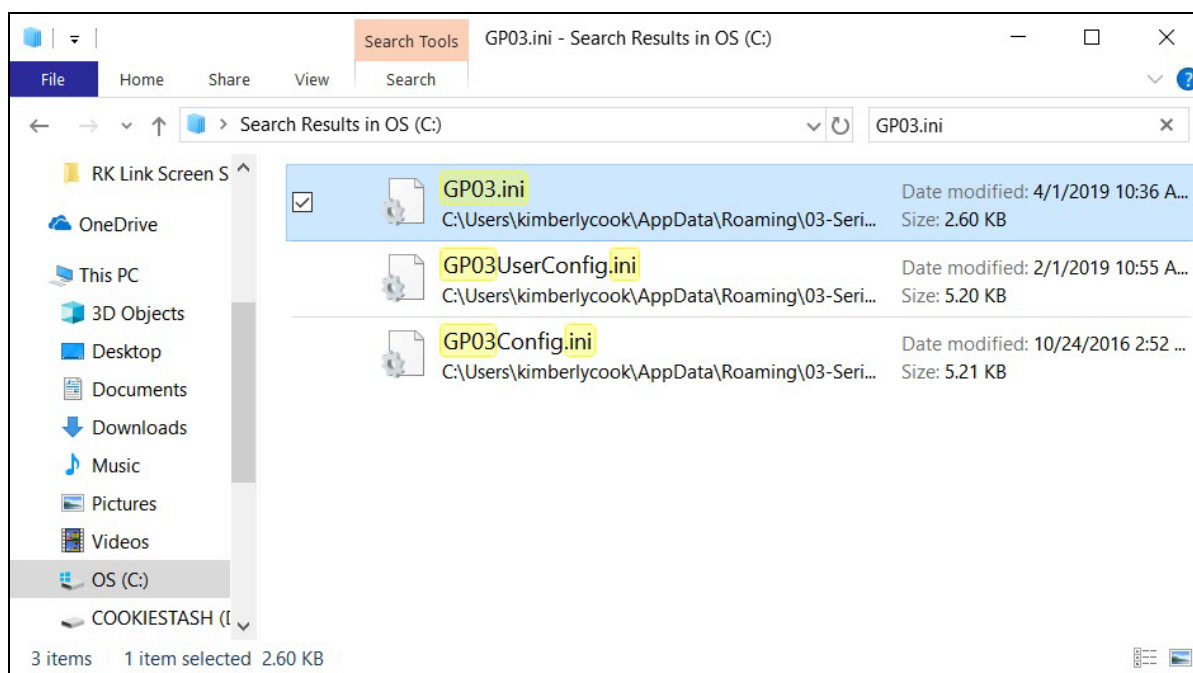 Search Tools
GP03.ini - Search Results in OS (C:)
File
Home
Share
View
Search
Search Results in OS (C:)
GP03.ini
RK Link Screen S
OneDrive
This PC
3D Objects
Desktop
Documents
Downloads
Music
Pictures
Videos
OS (C:)
COOKIESTASH (
GP03.ini
C:\Users\kimberlycook\AppData\Roaming\03-Seri...
Date modified: 4/1/2019 10:36 A...
Size: 2.60 KB
GP03UserConfig.ini
C:\Users\kimberlycook\AppData\Roaming\03-Seri...
Date modified: 2/1/2019 10:55 A...
Size: 5.20 KB
GP03Config.ini
C:\Users\kimberlycook\AppData\Roaming\03-Seri...
Date modified: 10/24/2016 2:52 ...
Size: 5.21 KB
3 items
1 item selected 2.60 KB